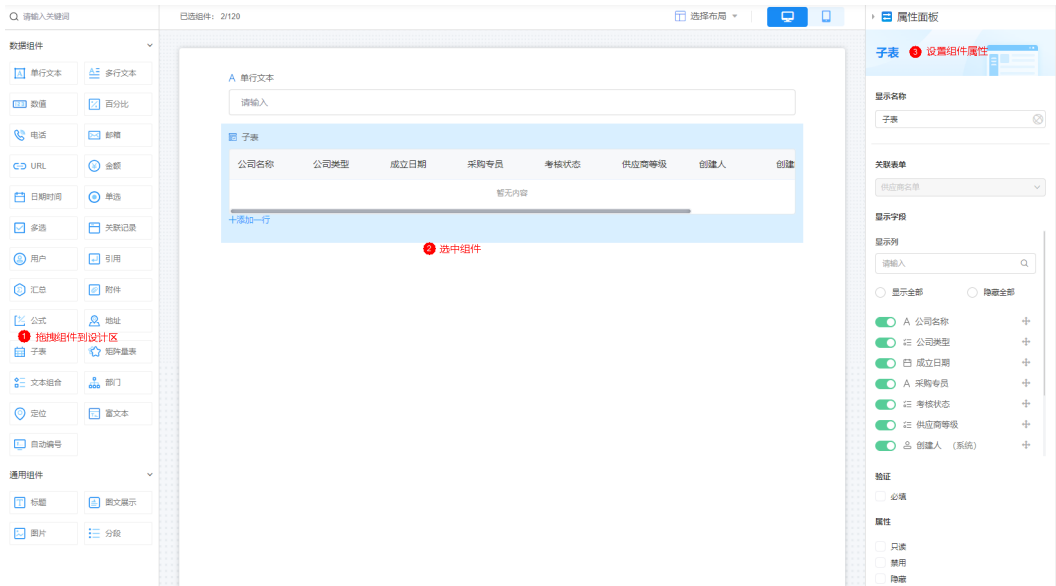 请输入关键词
已选组件: 2/120
选择布局
属性面板
数据组件
单行文本
多行文本
数值
百分比
电话
邮箱
URL
金额
日期时间
单选
多选
关联记录
用户
引用
汇总
附件
公式
地址
1 拖拽组件到设计区
子表
矩阵量表
文本组合
部门
定位
富文本
自动编号
通用组件
标题
图文展示
图片
分段
A 单行文本
请输入
子表
公司名称 公司类型 成立日期 采购专员 考核状态 供应商等级 创建人 创建
暂无内容
+添加一行
2 选中组件
子表
3 设置组件属性
显示名称
子表
关联表单
供应商名单
显示字段
显示列
请输入
显示全部 隐藏全部
A 公司名称
公司类型
成立日期
A 采购专员
考核状态
供应商等级
创建人 (系统)
验证
必填
属性
只读
禁用
隐藏